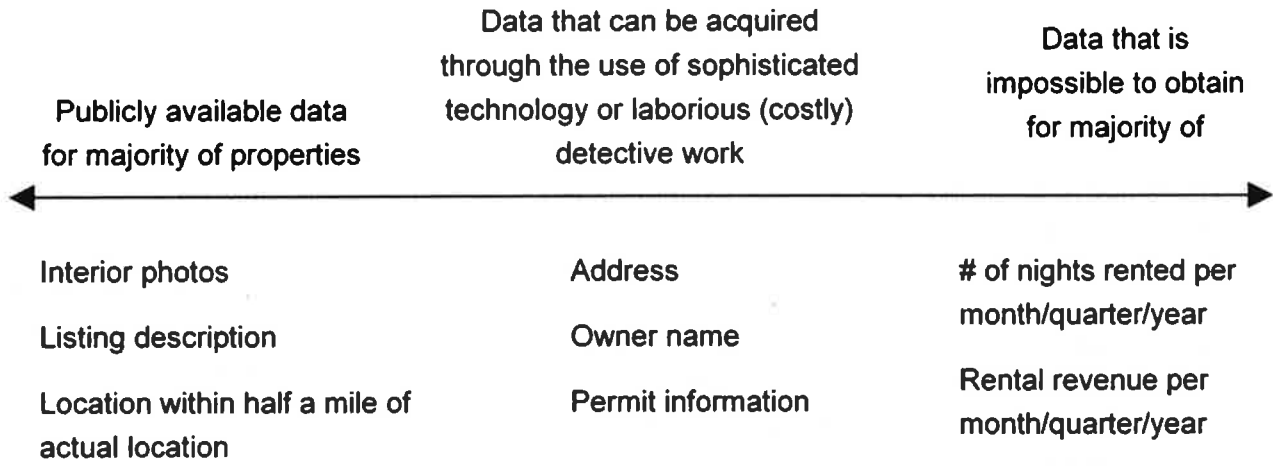 Publicly available data
for majority of properties
Data that can be acquired
through the use of sophisticated
technology or laborious (costly)
detective work
Data that is
impossible to obtain
for majority of
Interior photos
Listing description
Location within half a mile of
actual location
Address
Owner name
Permit information
# of nights rented per
month/quarter/year
Rental revenue per
month/quarter/year